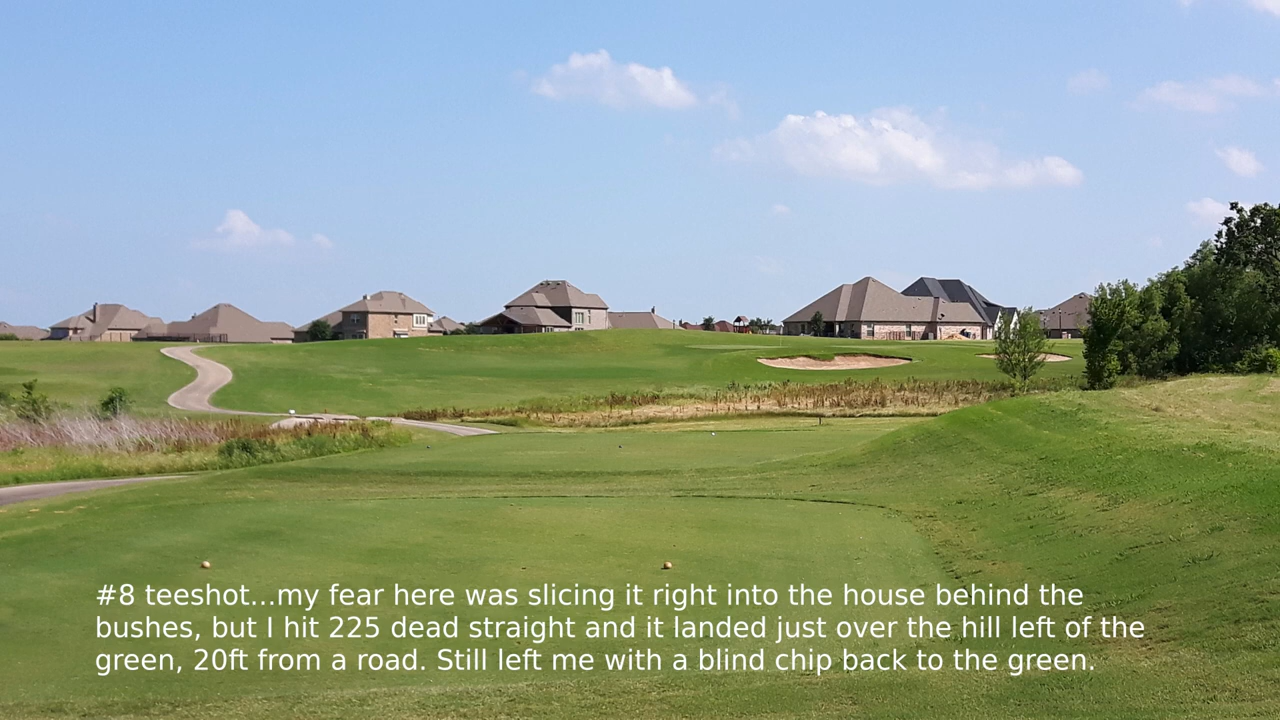 #8 teeshot...my fear here was slicing it right into the house behind the
bushes, but I hit 225 dead straight and it landed just over the hill left of the
green, 20ft from a road. Still left me with a blind chip back to the green.